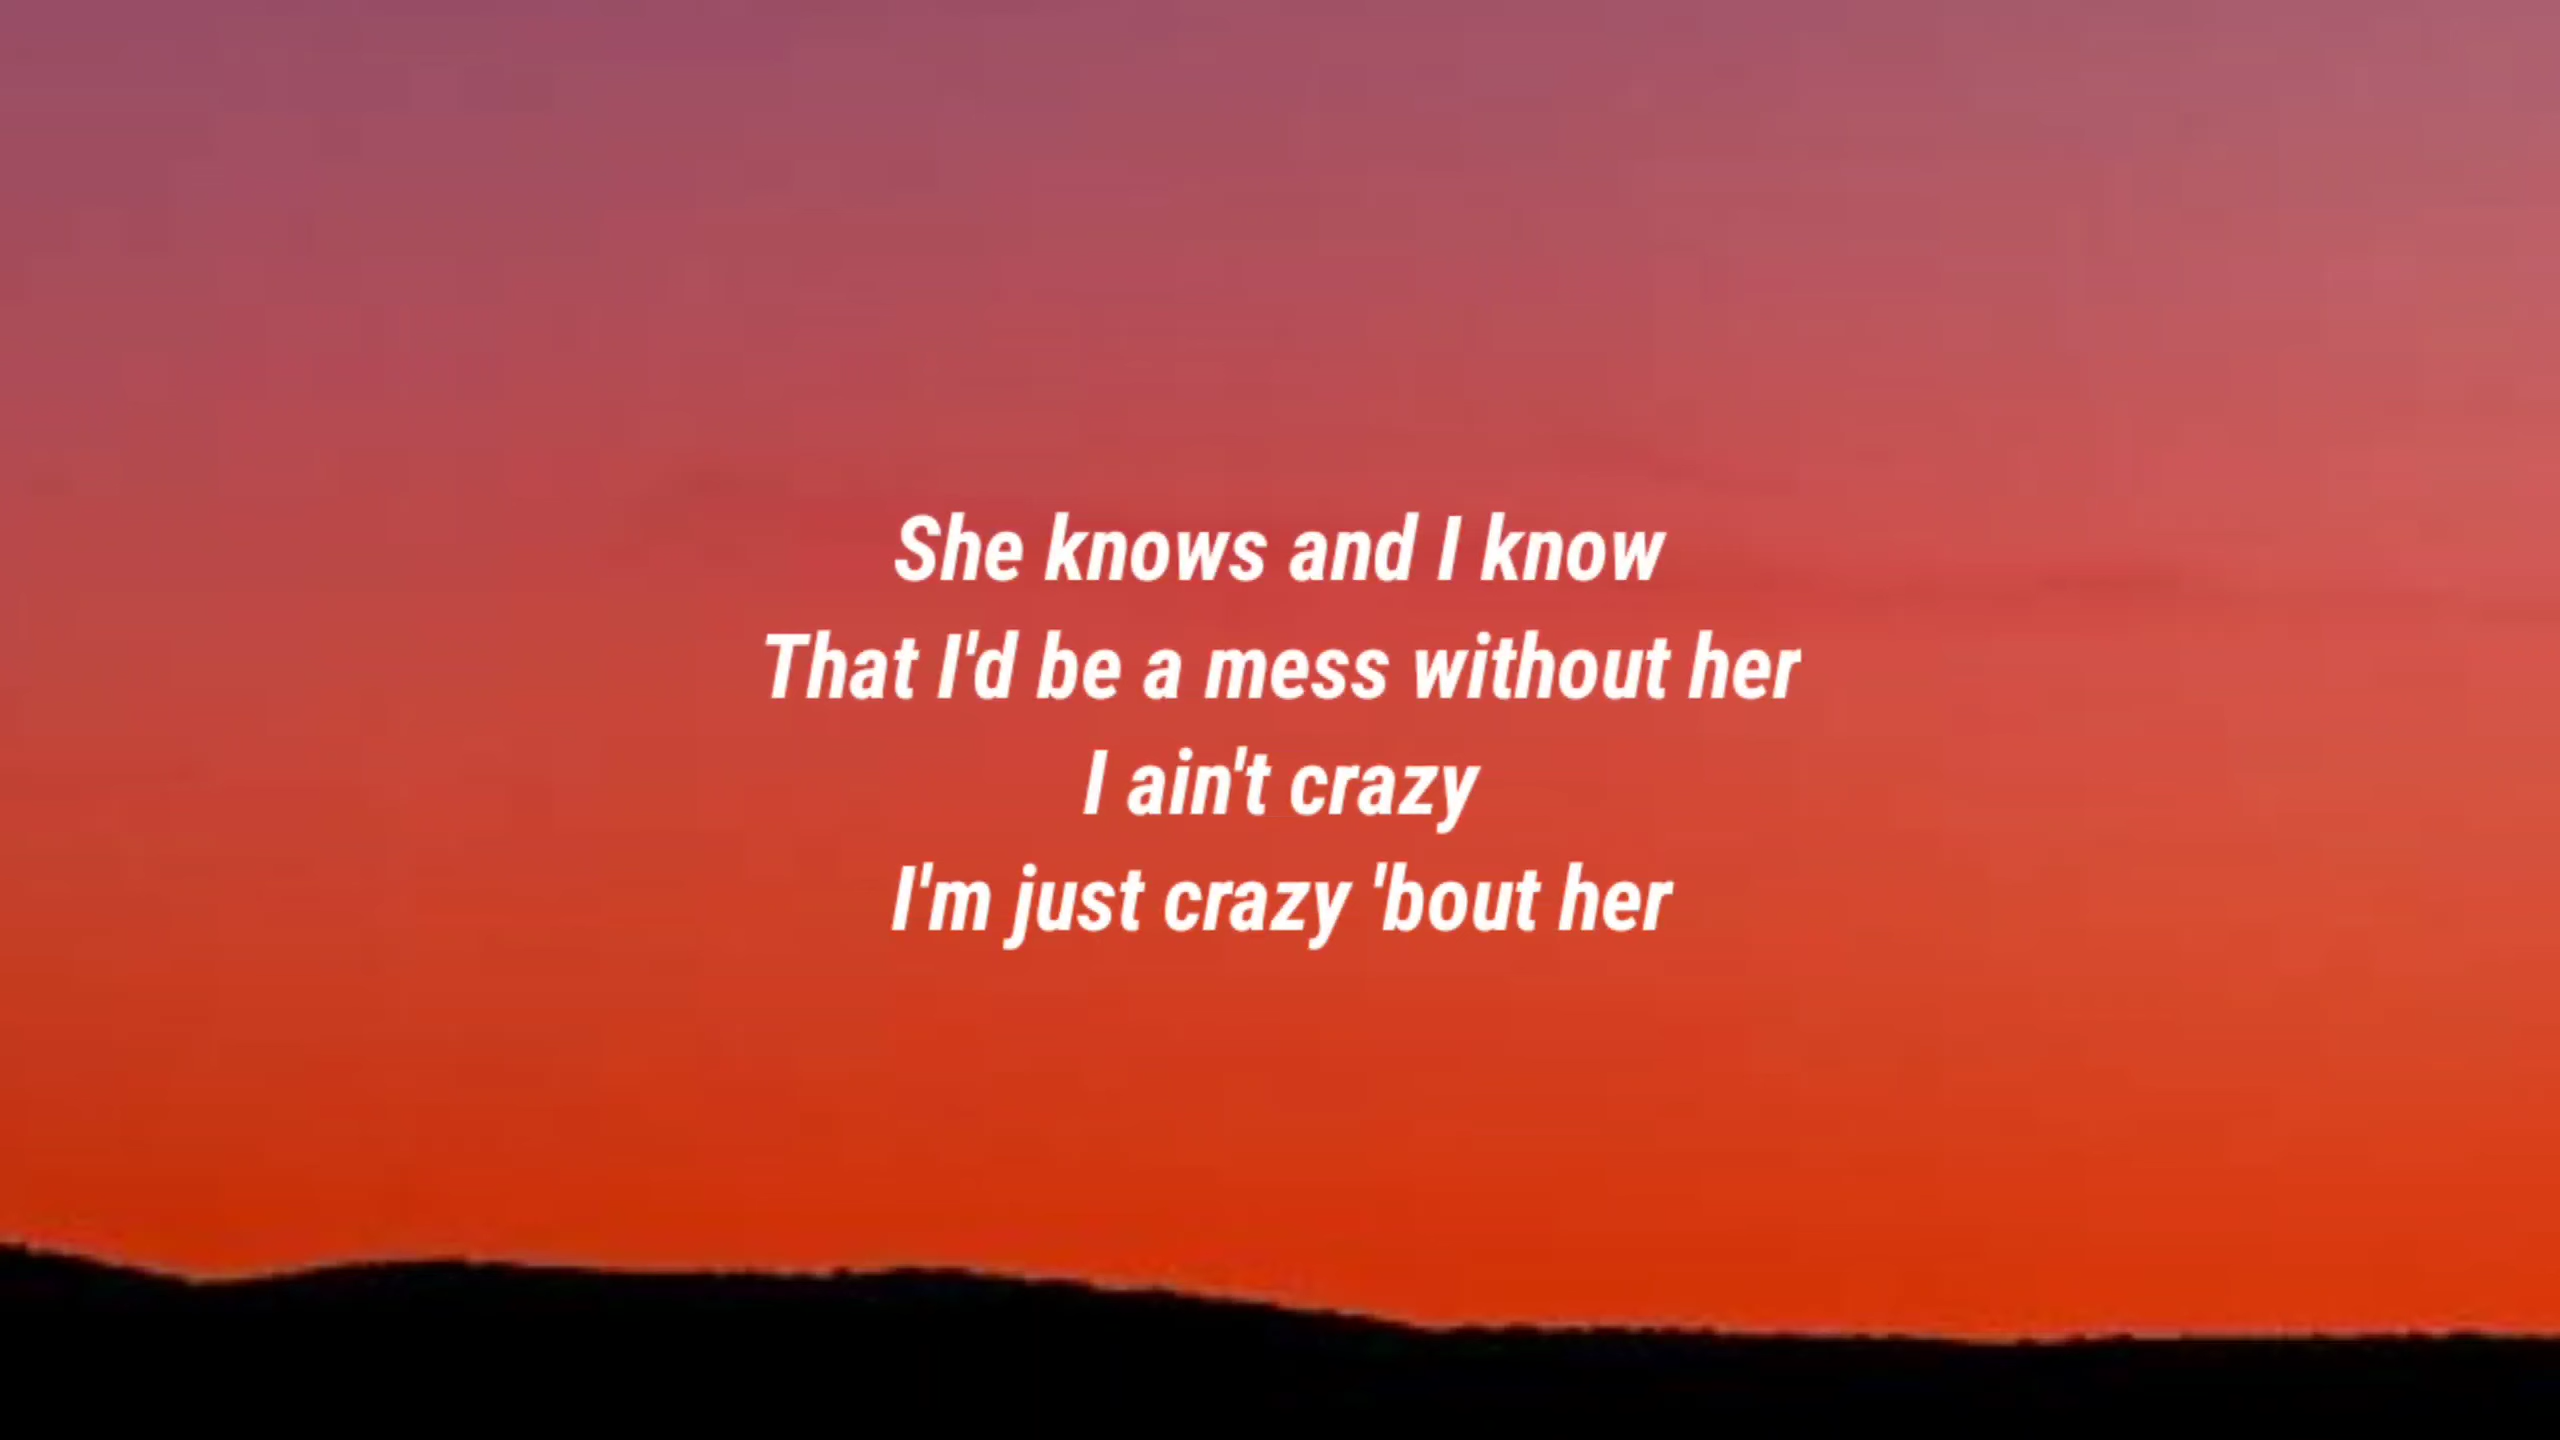 She knows and I know
That I'd be a mess without her
I ain't crazy
I'm just crazy 'bout her